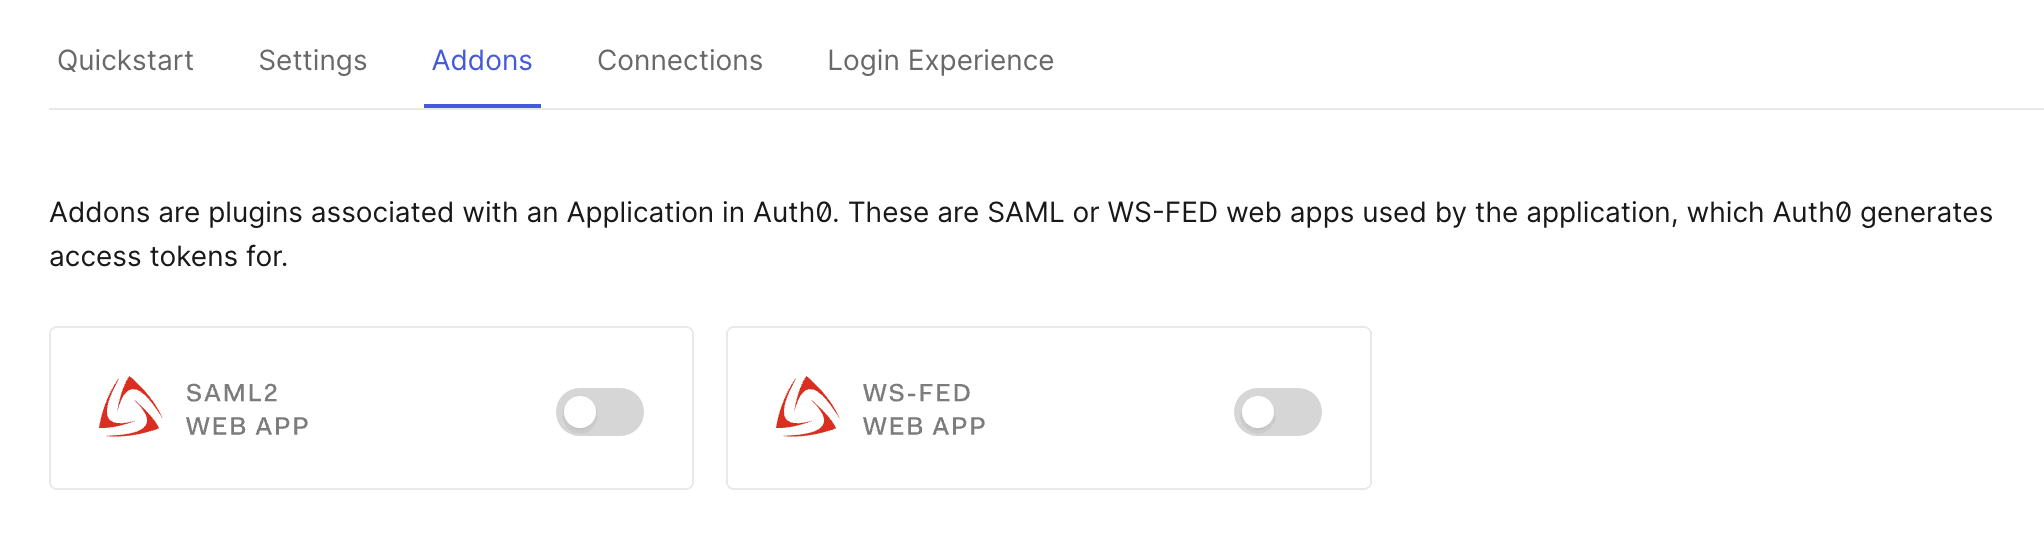 Quickstart Settings Addons Connections Login Experience
Addons are plugins associated with an Application in Auth0. These are SAML or WS-FED web apps used by the application, which Auth0 generates
access tokens for.
SAML2
WEB APP
WS-FED
WEB APP